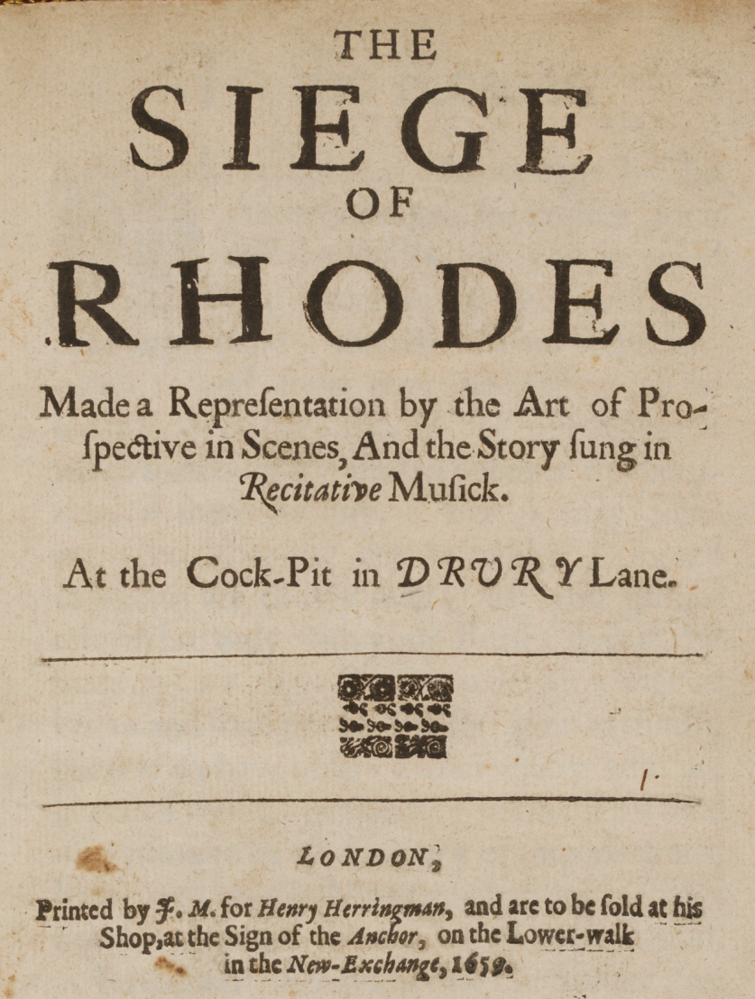 THE
SIEGE
OF
RHODES
Made a Repreſentation by the Art of Pro-
ſpective in Scenes, And the Story ſung in
Recitative Muſick.
At the Cock-Pit in DRURY Lane.
LONDON,
Printed by J. M. for Henry Herringman, and are to be ſold at his
Shop, at the Sign of the Anchor, on the Lower-walk
in the New-Exchange, 1659.